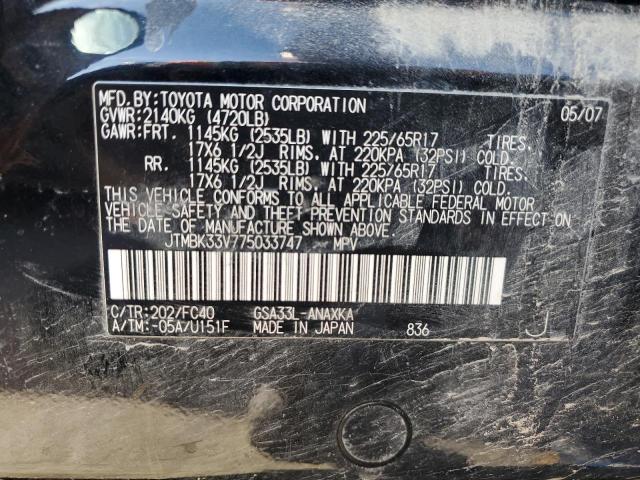 MFD. BY: TOYOTA MOTOR CORPORATION 05/07
GVWR: 2140KG (4720LB)
GAWR: FRT. 1145KG (2535LB) WITH 225/65R17 TIRES.
17X6 1/2J RIMS. AT 220KPA (32PSI) COLD.
RR. 1145KG (2535LB) WITH 225/65R17 TIRES.
17X6 1/2J RIMS. AT 220KPA (32PSI) COLD.
THIS VEHICLE CONFORMS TO ALL APPLICABLE FEDERAL MOTOR
VEHICLE SAFETY AND THEFT PREVENTION STANDARDS IN EFFECT ON
THE DATE OF MANUFACTURE SHOWN ABOVE.
JTMBK33V775033747 MPV
C/TR: 202/FC40 GSA33L-ANAXKA
A/TM: -05A/U151F MADE IN JAPAN 836 J